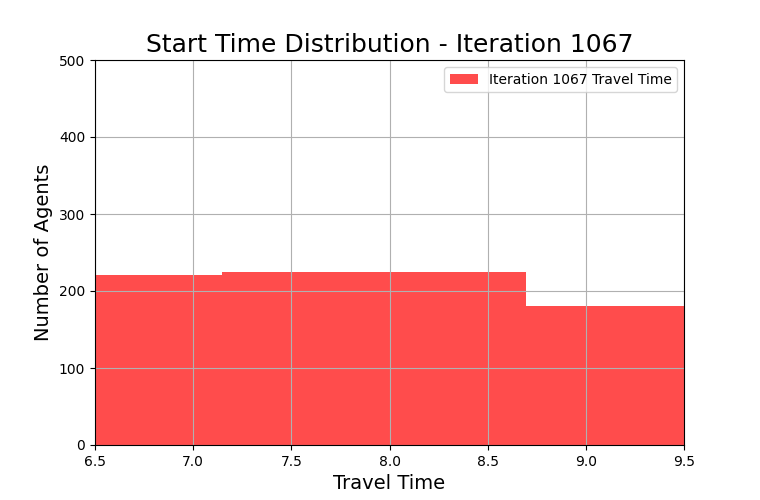 Start Time Distribution - Iteration 1067
500
Iteration 1067 Travel Time
400
300
200
100
0
Number of Agents
6.5 7.0 7.5 8.0 8.5 9.0 9.5
Travel Time